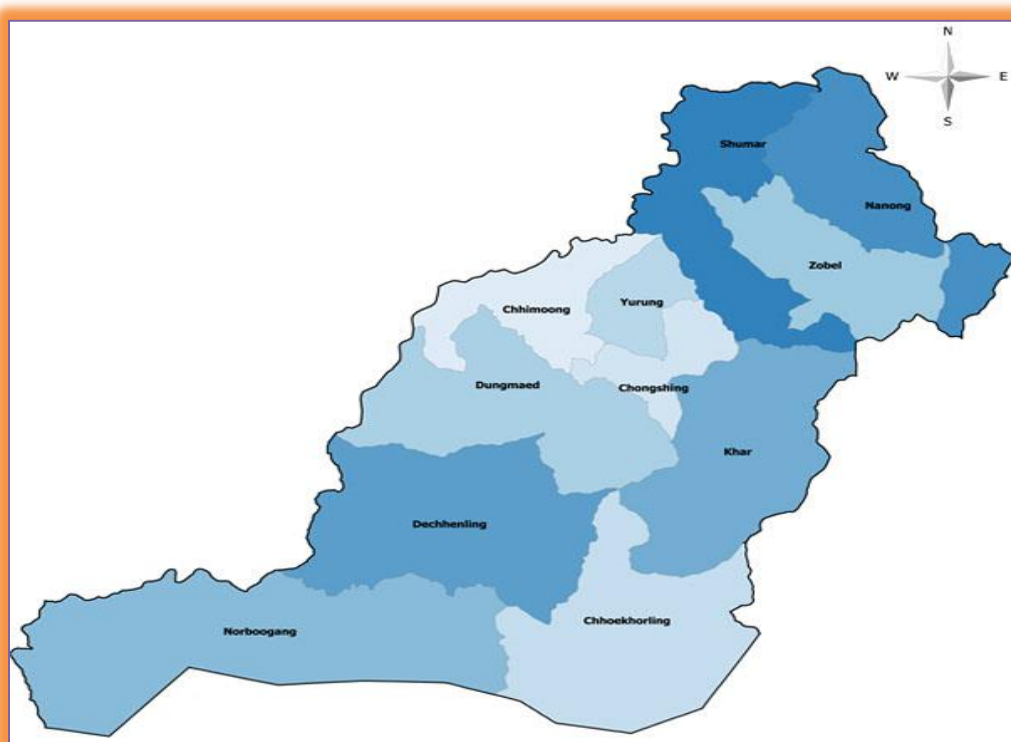 N
W E
S
Shumar
Nanong
Zobel
Yurung
Chhimoong
Dungmaed
Chongshing
Khar
Dechhenling
Chhoekhorling
Norboogang